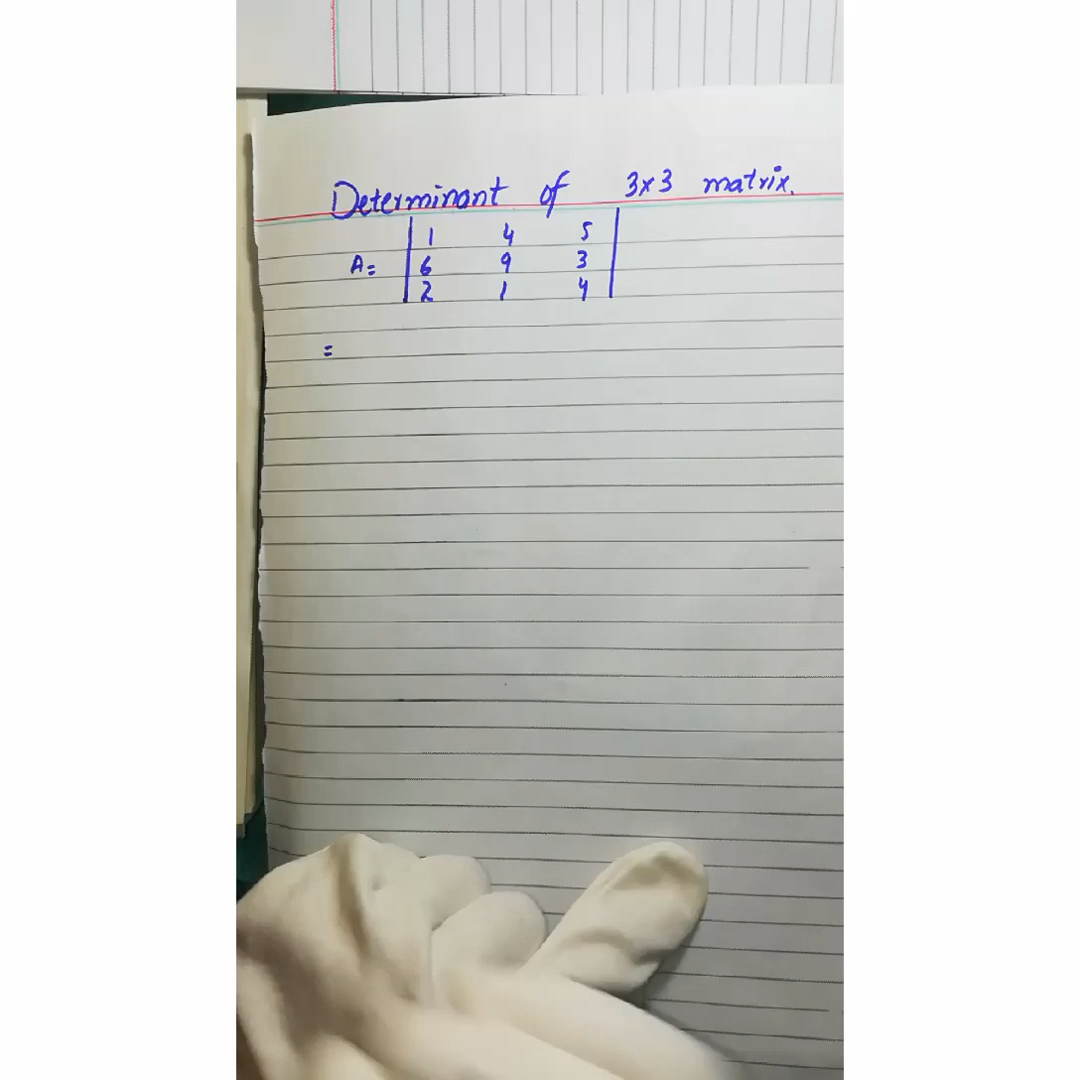 Determinant of 3x3 matrix.
1 4 5
A= 6 9 3
2 1 4
=